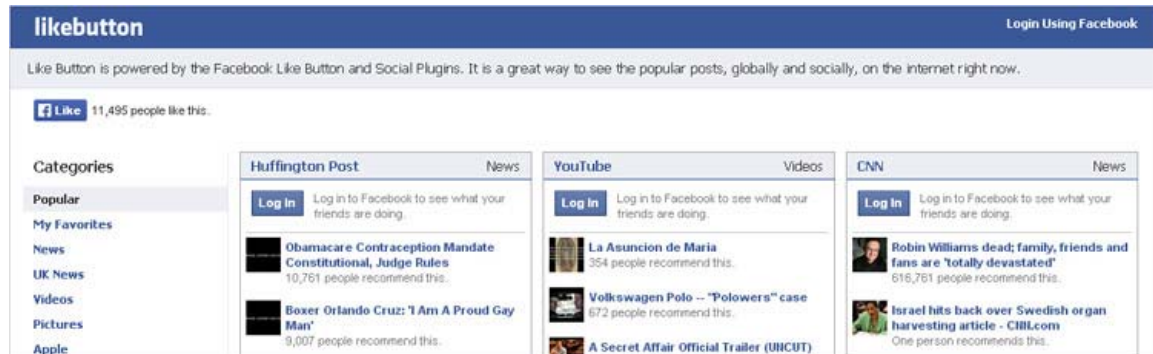 likebutton
Login Using Facebook
Like Button is powered by the Facebook Like Button and Social Plugins. It is a great way to see the popular posts, globally and socially, on the internet right now.
Like 11,495 people like this.
Categories
Popular
My Favorites
News
UK News
Videos
Pictures
Apple
Huffington Post News
Log In Log in to Facebook to see what your
friends are doing.
Obamacare Contraception Mandate
Constitutional, Judge Rules
10,761 people recommend this.
Boxer Orlando Cruz: 'I Am A Proud Gay
Man'
9,007 people recommend this.
YouTube Videos
Log In Log in to Facebook to see what your
friends are doing.
La Asuncion de Maria
354 people recommend this.
Volkswagen Polo -- "Polowers" case
672 people recommend this.
A Secret Affair Official Trailer (UNCUT)
CNN News
Log In Log in to Facebook to see what your
friends are doing.
Robin Williams dead; family, friends and
fans are 'totally devastated'
616,761 people recommend this.
Israel hits back over Swedish organ
harvesting article - CNN.com
One person recommends this.